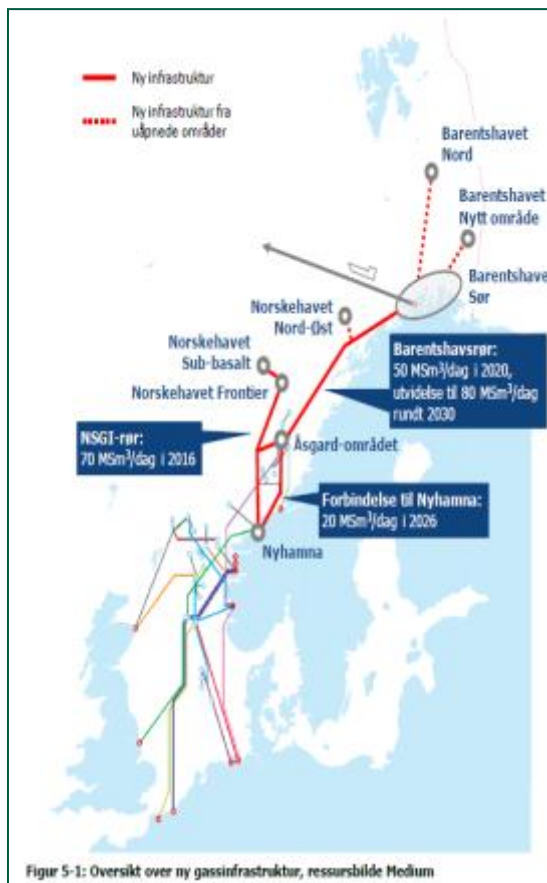 Ny infrastruktur
Ny infrastruktur fra
uåpnede områder
Barentshavet
Nord
Barentshavet
Nytt område
Barentshave
Sør
Norskehavet
Nord-Øst
Norskehavet
Sub-basalt
Norskehavet Frontier
Barentshavsrør:
50 MSm³/dag i 2020,
utvidelse til 80 MSm³/dag
rundt 2030
NSGI-rør:
70 MSm³/dag i 2016
Åsgard-området
Forbindelse til Nyhamna:
20 MSm³/dag i 2026
Nyhamna
Figur 5-1: Oversikt over ny gassinfrastruktur, ressursbilde Medium